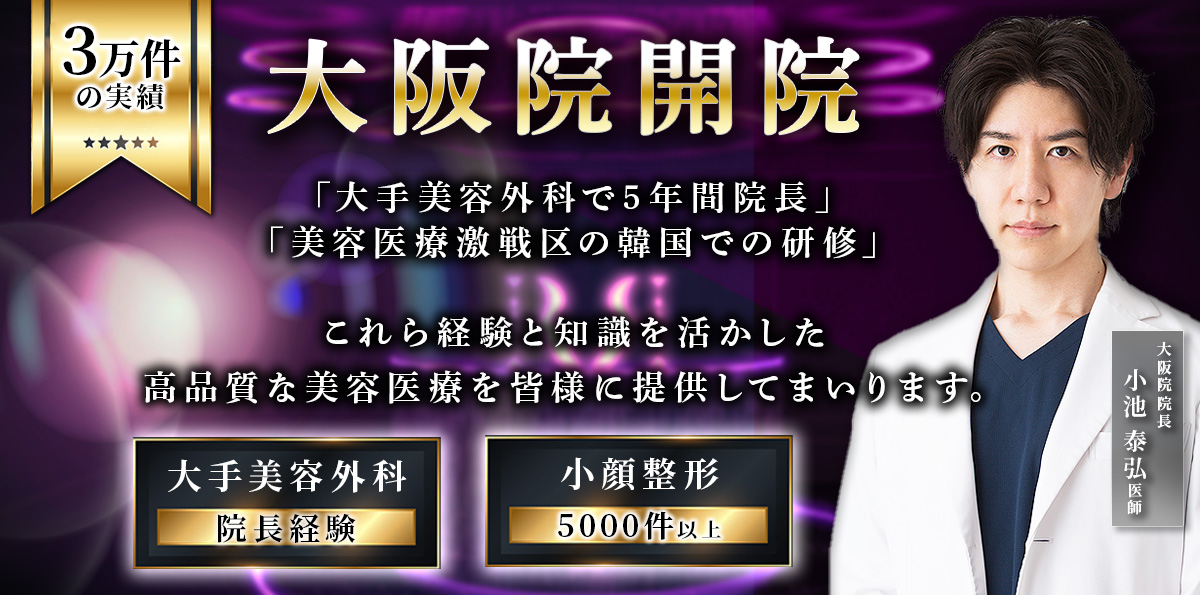 3万件
の実績
大阪院開院
「大手美容外科で5年間院長」
「美容医療激戦区の韓国での研修」
これら経験と知識を活かした
高品質な美容医療を皆様に提供してまいります。
大手美容外科
院長経験
小顔整形
5000件以上
大阪院院長
小池 泰弘医師